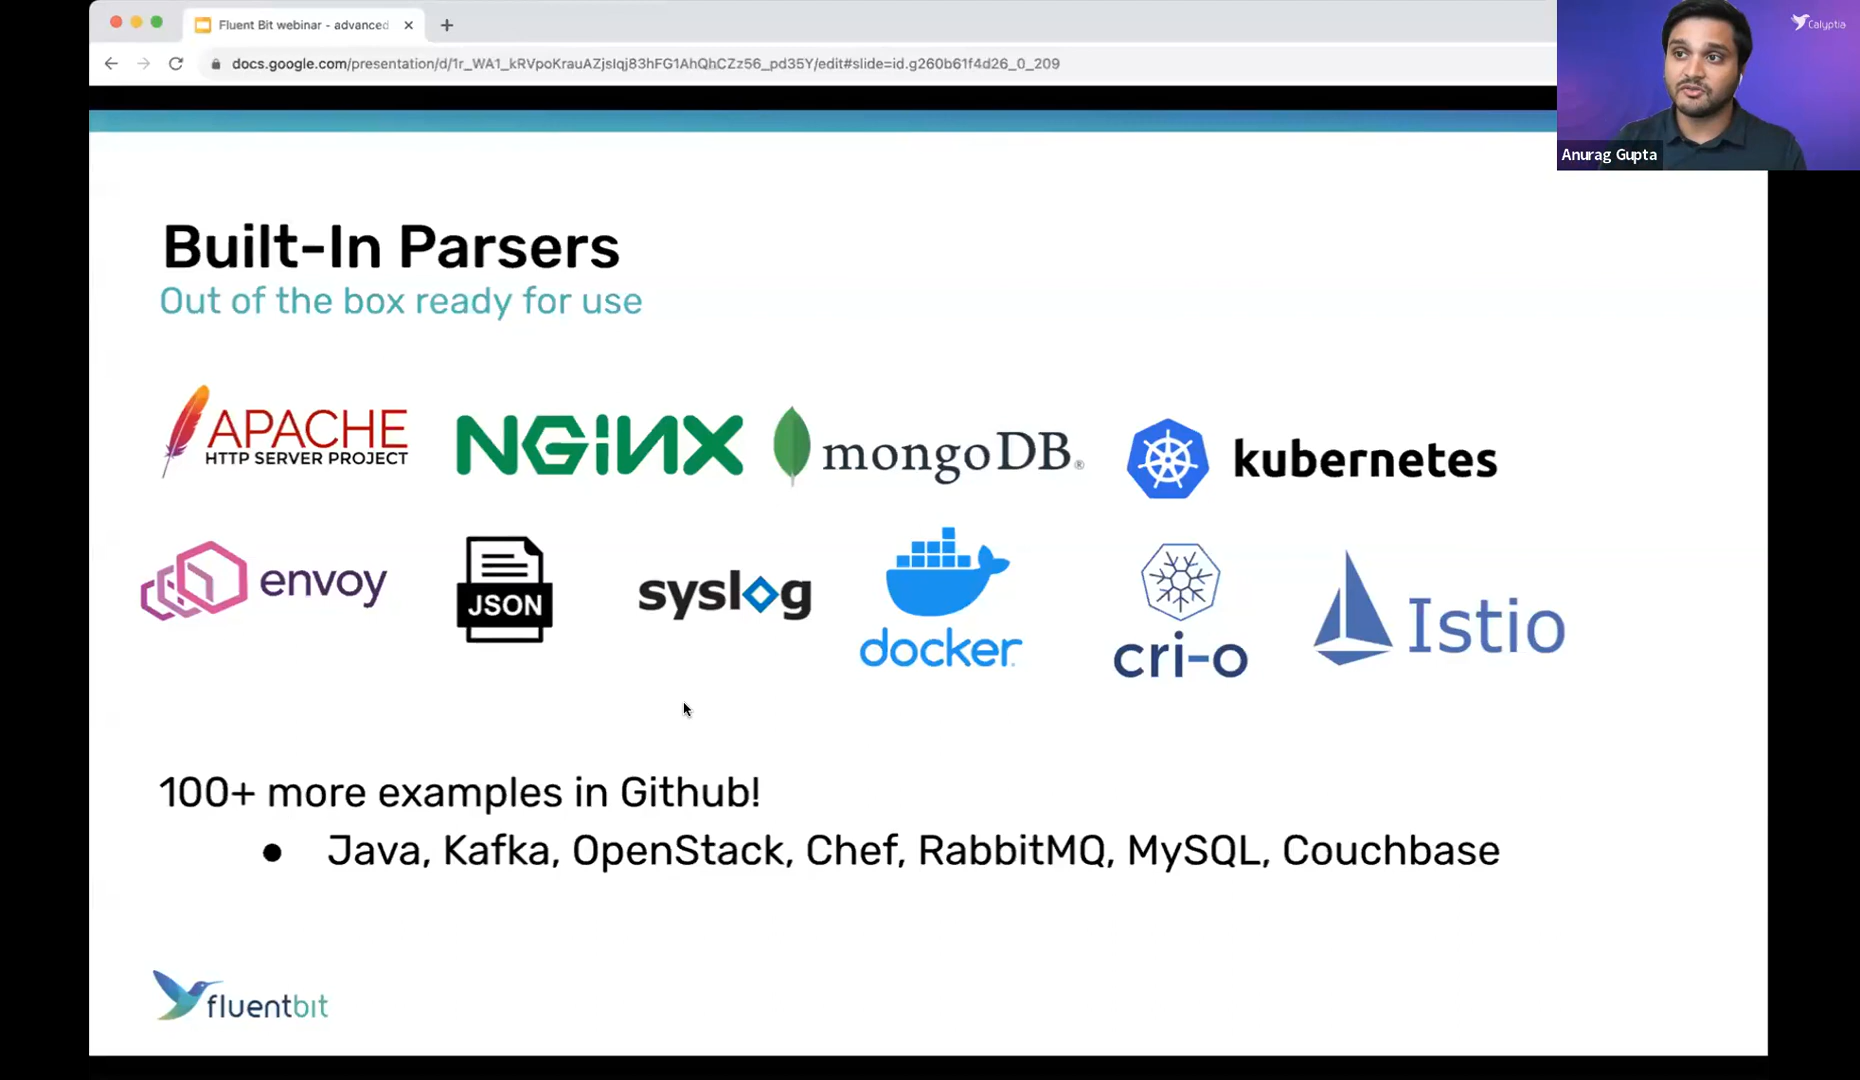 Fluent Bit webinar - advanced
docs.google.com/presentation/d/1r_WA1_kRVpoKrauAZjsIqj83hFG1AhQhCZz56_pd35Y/edit#slide=id.g260b61f4d26_0_209
Calyptia
Anurag Gupta
Built-In Parsers
Out of the box ready for use
APACHE
HTTP SERVER PROJECT
NGiNX
mongoDB®
kubernetes
envoy
JSON
syslog
docker
cri-o
Istio
100+ more examples in Github!
● Java, Kafka, OpenStack, Chef, RabbitMQ, MySQL, Couchbase
fluentbit